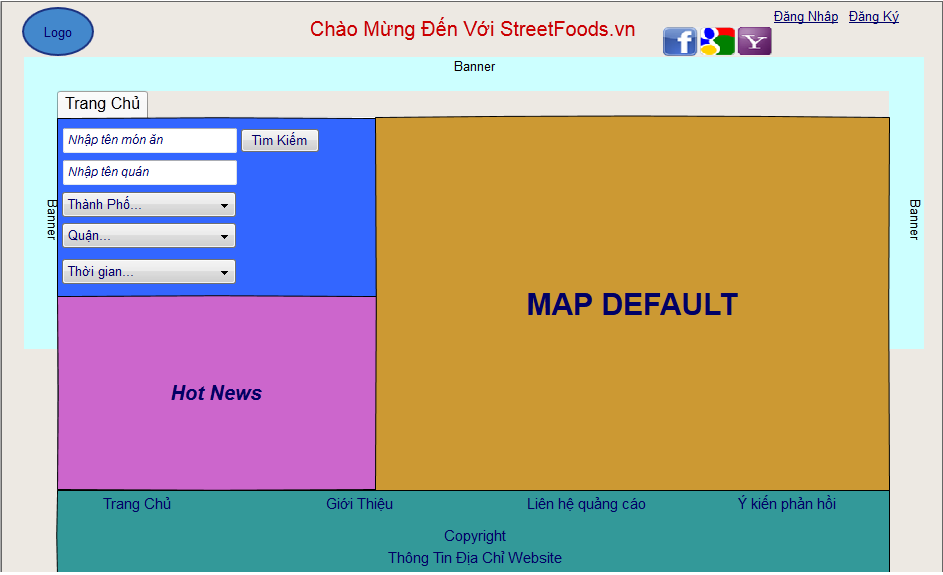 Đăng Nhập Đăng Ký
Logo
Chào Mừng Đến Với StreetFoods.vn
Banner
Trang Chủ
Nhập tên món ăn
Tìm Kiếm
Nhập tên quán
Thành Phố...
Quận...
Thời gian...
Banner
Banner
MAP DEFAULT
Hot News
Trang Chủ
Giới Thiệu
Liên hệ quảng cáo
Ý kiến phản hồi
Copyright
Thông Tin Địa Chỉ Website